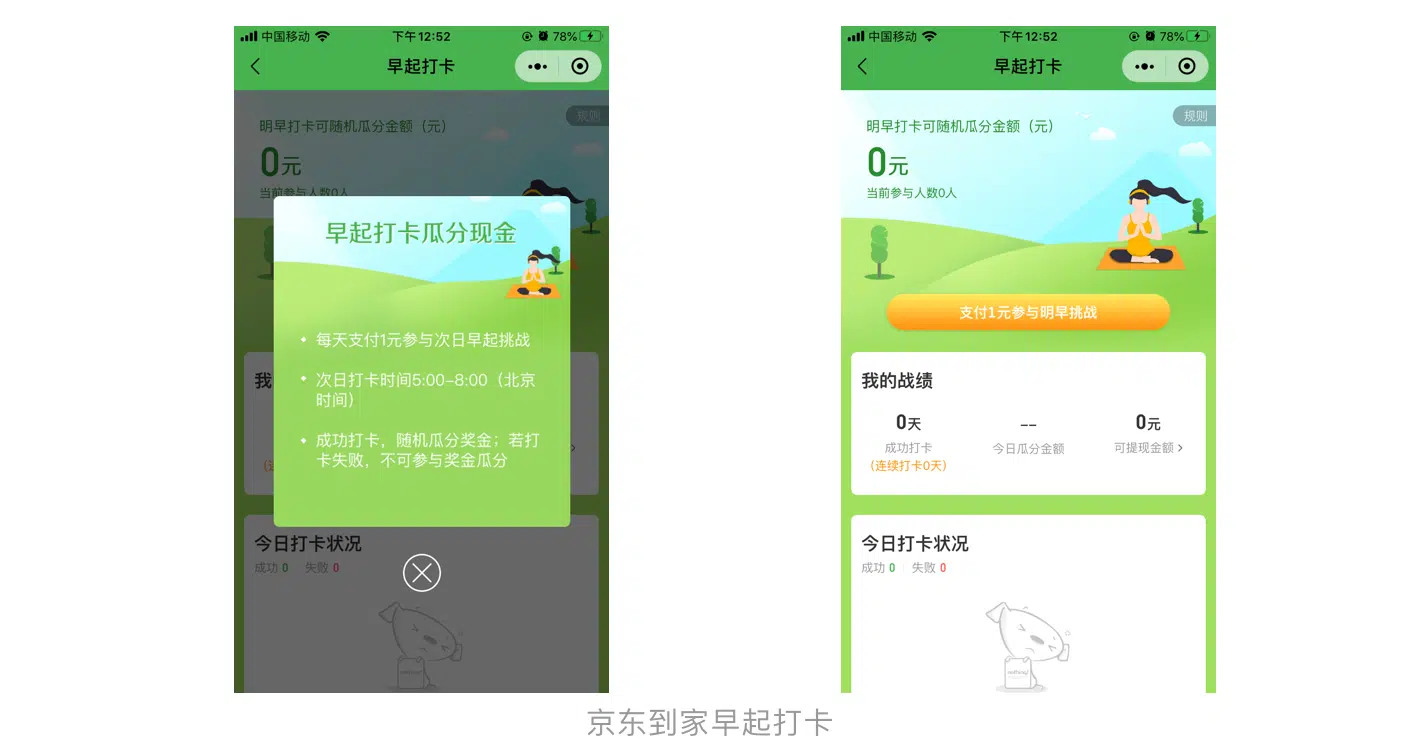 中国移动 下午12:52 78%
早起打卡
规则
明早打卡可随机瓜分金额（元）
0元
当前参与人数0人
早起打卡瓜分现金
每天支付1元参与次日早起挑战
次日打卡时间5:00-8:00（北京
时间）
成功打卡，随机瓜分奖金；若打
卡失败，不可参与奖金瓜分
我
今日打卡状况
成功 0 失败 0
中国移动 下午12:52 78%
早起打卡
规则
明早打卡可随机瓜分金额（元）
0元
当前参与人数0人
支付1元参与明早挑战
我的战绩
0天 -- 0元
成功打卡 今日瓜分金额 可提现金额
（连续打卡0天）
今日打卡状况
成功 0 失败 0
京东到家早起打卡